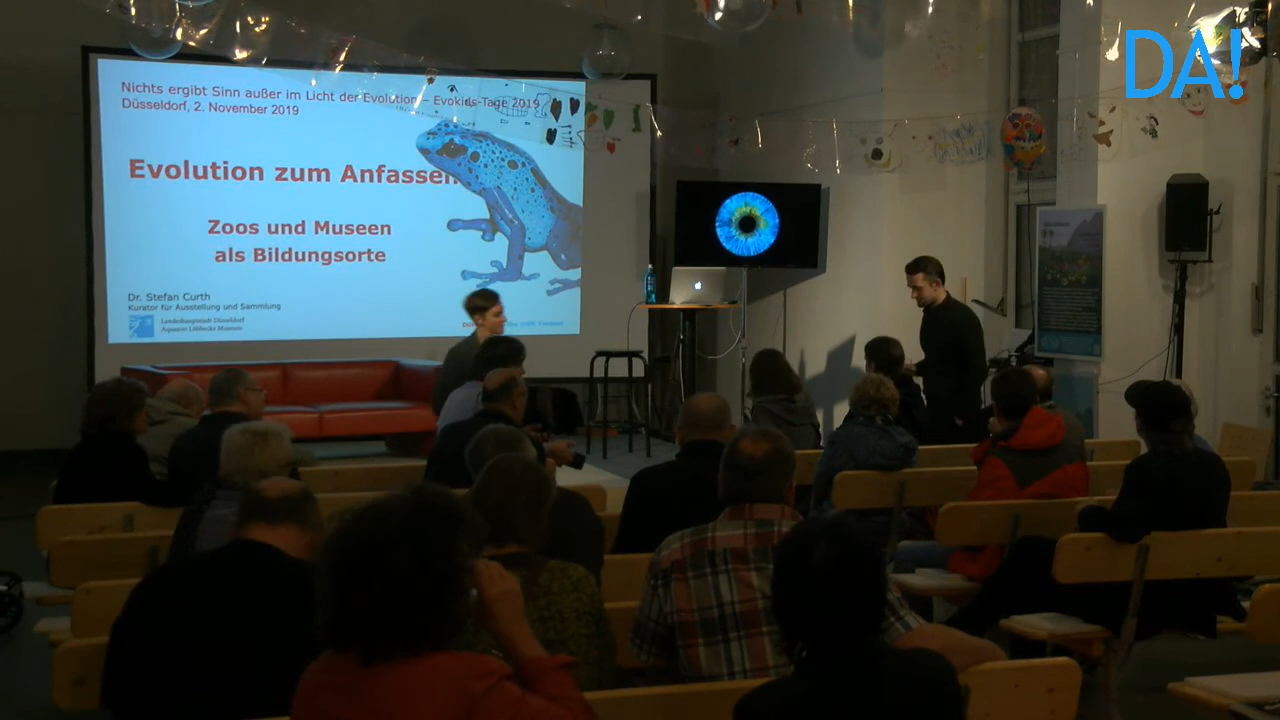 DA!
Nichts ergibt Sinn außer im Licht der Evolution – Evokids-Tage 2019
Düsseldorf, 2. November 2019
Evolution zum Anfassen
Zoos und Museen
als Bildungsorte
Dr. Stefan Curth
Kurator für Ausstellung und Sammlung
Landeshauptstadt Düsseldorf
Aquazoo Löbbecke Museum